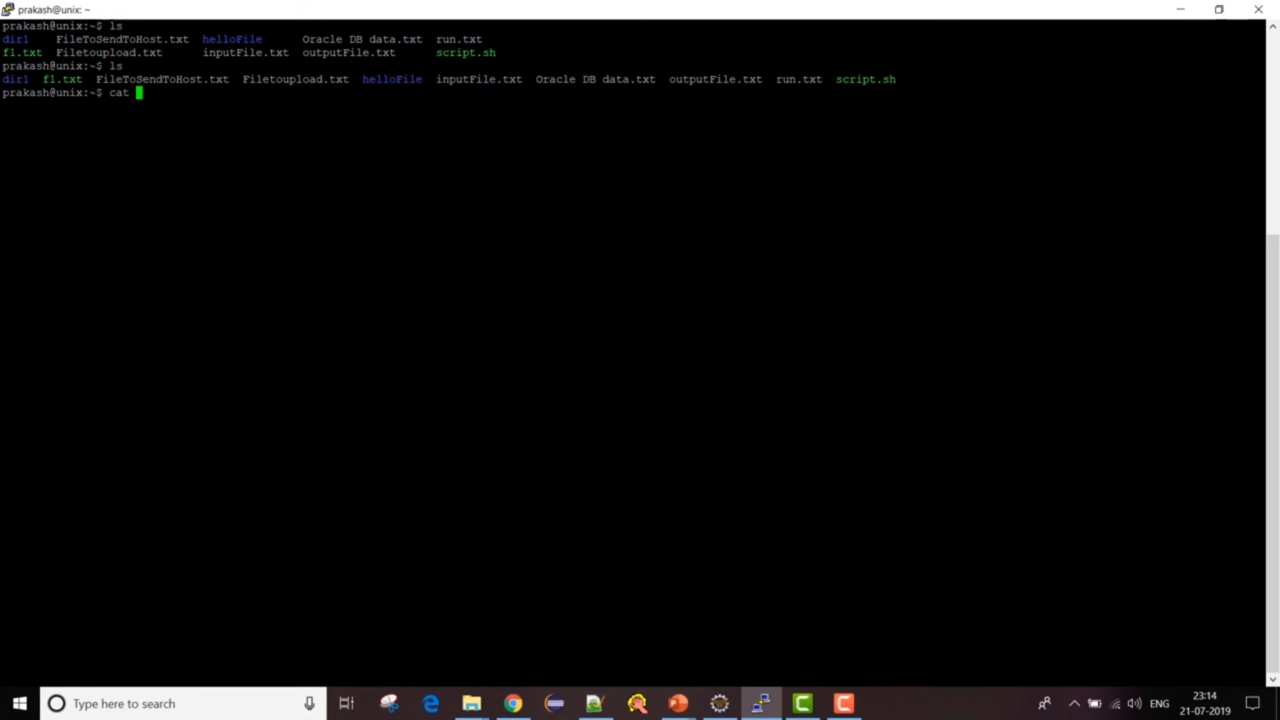 prakash@unix: ~
prakash@unix:~$ ls
dir1 FileToSendToHost.txt helloFile Oracle DB data.txt run.txt
f1.txt Filetoupload.txt inputFile.txt outputFile.txt script.sh
prakash@unix:~$ ls
dir1 f1.txt FileToSendToHost.txt Filetoupload.txt helloFile inputFile.txt Oracle DB data.txt outputFile.txt run.txt script.sh
prakash@unix:~$ cat
Type here to search
ENG
23:14
21-07-2019